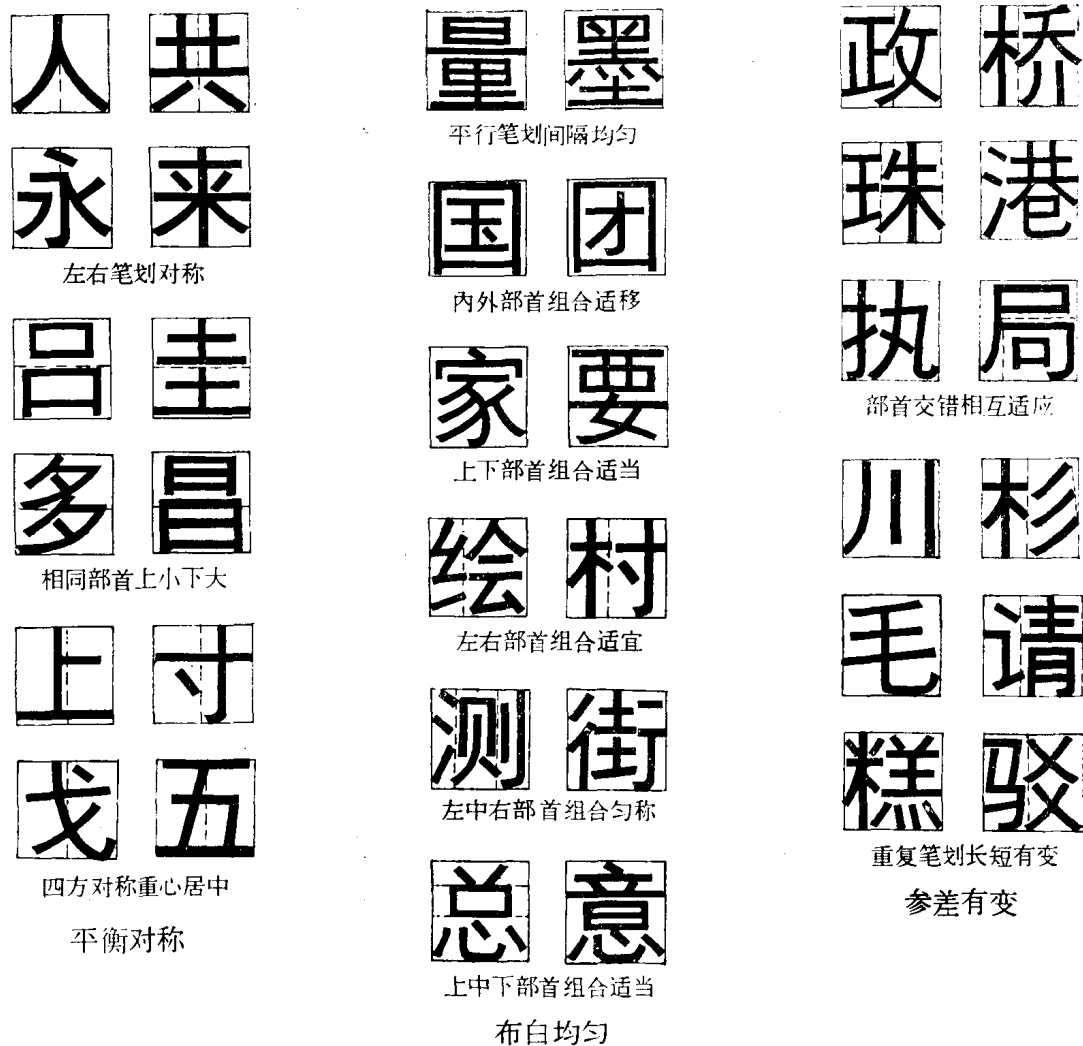 人 共
永 来
左右笔划对称
吕 圭
多 昌
相同部首上小下大
上 寸
戈 五
四方对称重心居中
平衡对称
量 墨
平行笔划间隔均匀
国 团
内外部首组合适移
家 要
上下部首组合适当
绘 村
左右部首组合适宜
测 街
左中右部首组合匀称
总 意
上中下部首组合适当
布白均匀
政 桥
珠 港
执 局
部首交错相互适应
川 杉
毛 请
糕 驳
重复笔划长短有变
参差有变